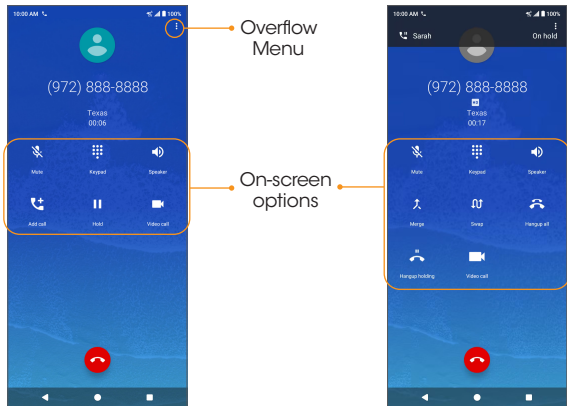 10:00 AM 100%
Overflow
Menu
(972) 888-8888
Texas
00:06
Mute Keypad Speaker
Add call Hold Video call
On-screen
options
10:00 AM 100%
Sarah On hold
(972) 888-8888
HD
Texas
00:17
Mute Keypad Speaker
Merge Swap Hangup all
Hangup holding Video call